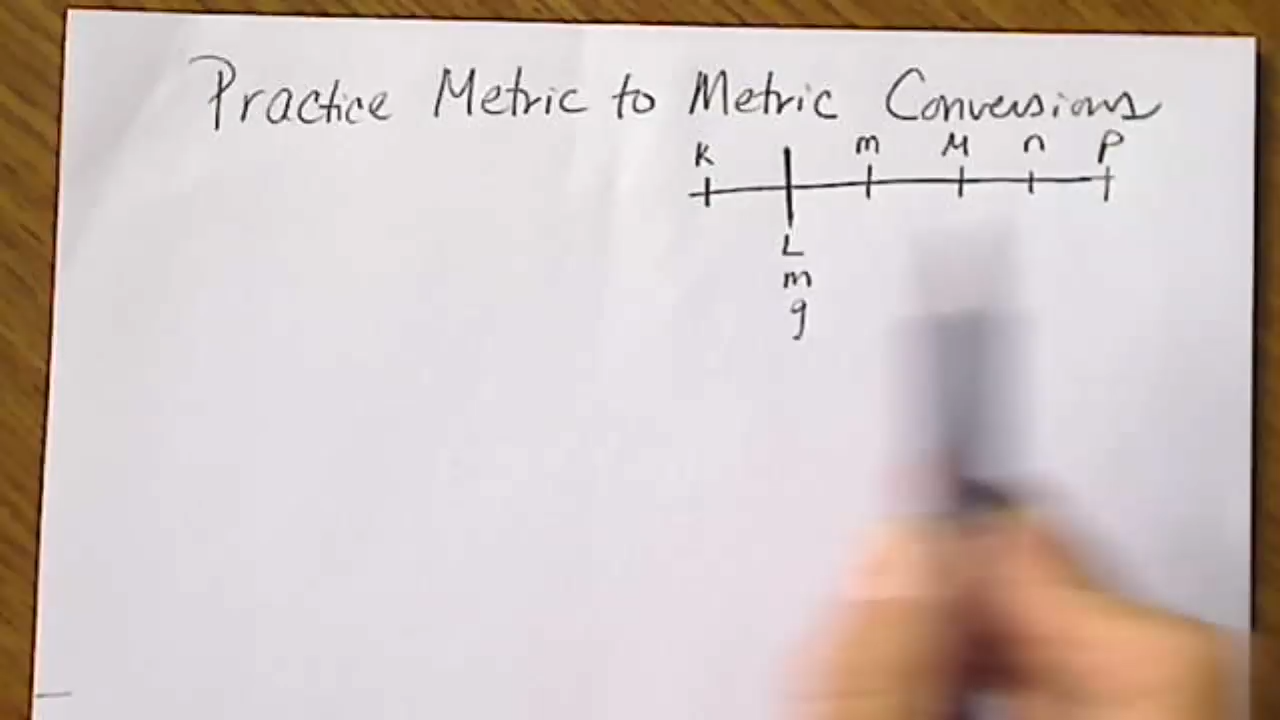 Practice Metric to Metric Conversions
K m μ n P
L
m
g